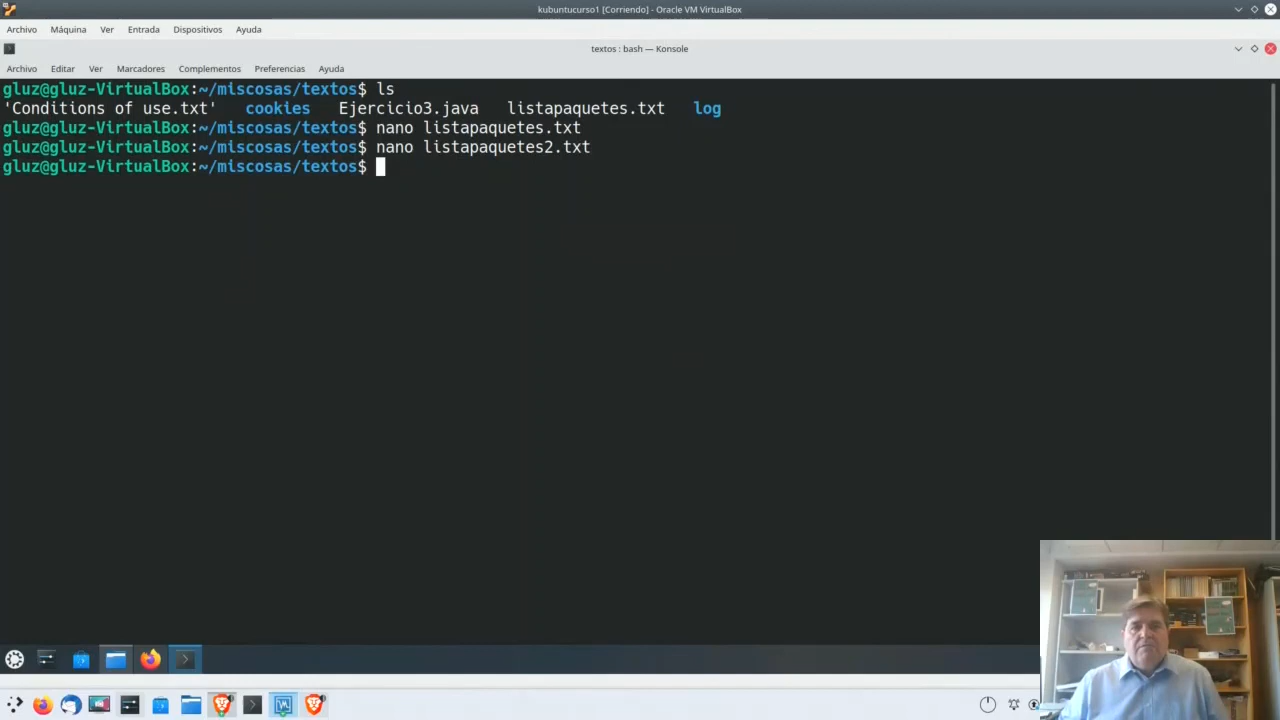 kubuntucurso1 [Corriendo] - Oracle VM VirtualBox
Archivo Máquina Ver Entrada Dispositivos Ayuda
textos : bash — Konsole
Archivo Editar Ver Marcadores Complementos Preferencias Ayuda
gluz@gluz-VirtualBox:~/miscosas/textos$ ls
'Conditions of use.txt' cookies Ejercicio3.java listapaquetes.txt log
gluz@gluz-VirtualBox:~/miscosas/textos$ nano listapaquetes.txt
gluz@gluz-VirtualBox:~/miscosas/textos$ nano listapaquetes2.txt
gluz@gluz-VirtualBox:~/miscosas/textos$